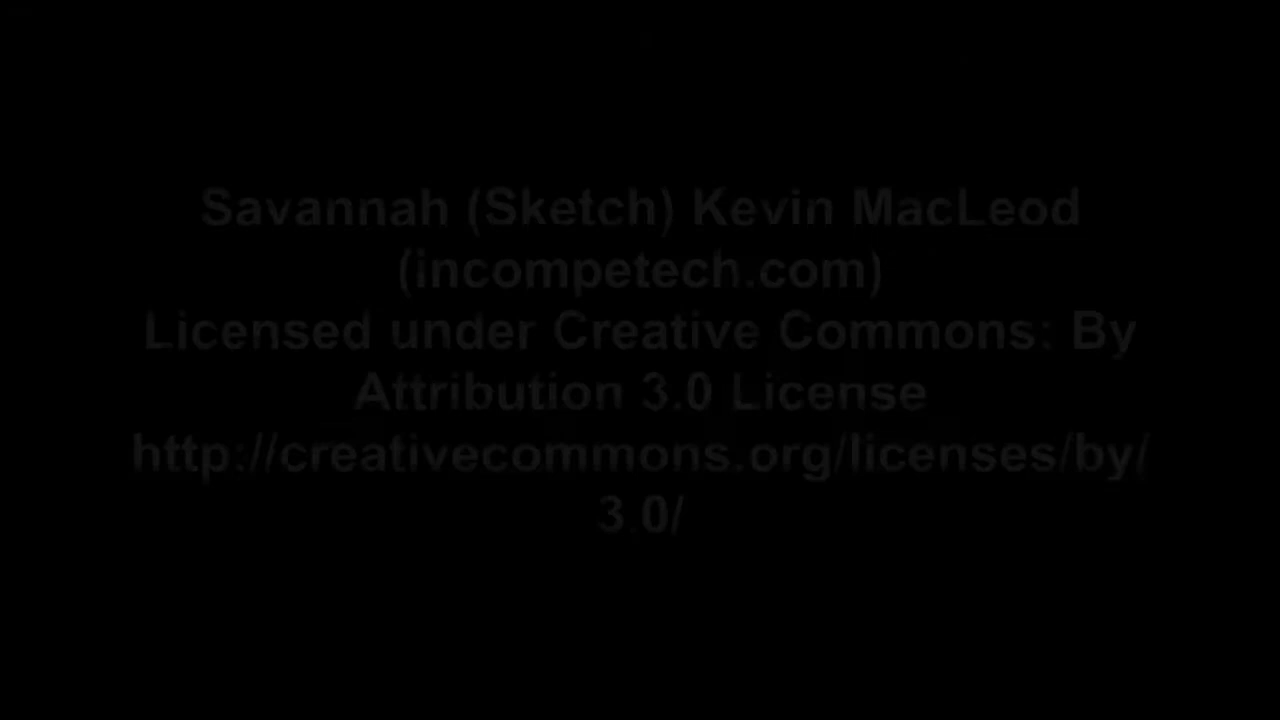 Savannah (Sketch) Kevin MacLeod
(incompetech.com)
Licensed under Creative Commons: By
Attribution 3.0 License
http://creativecommons.org/licenses/by/
3.0/